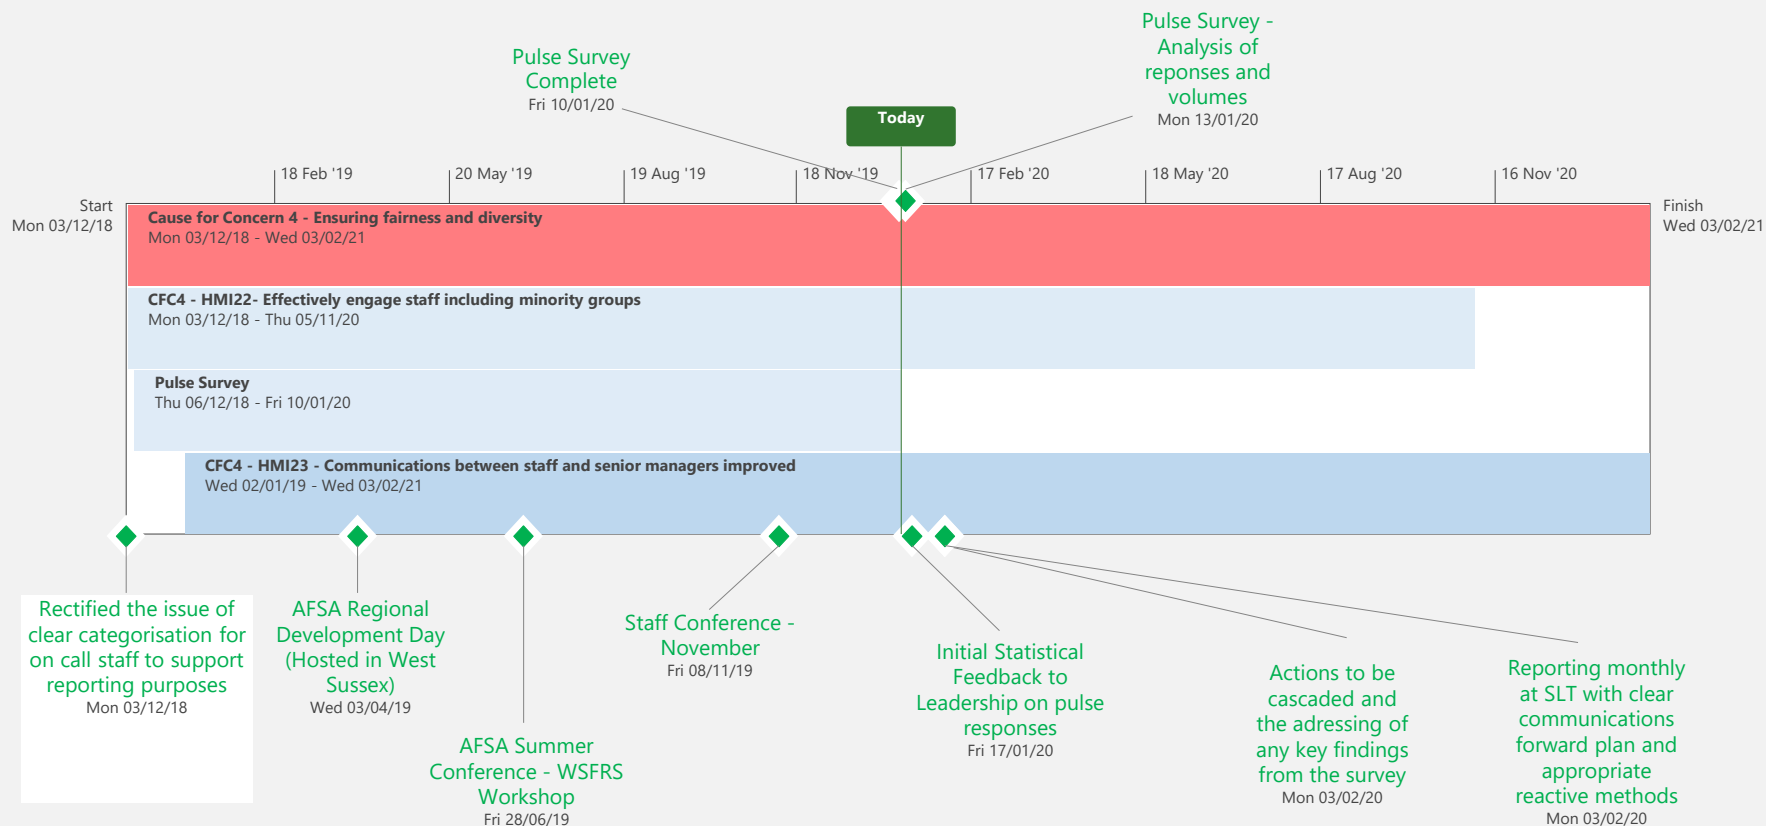 Pulse Survey -
Analysis of
reponses and
volumes
Mon 13/01/20
Pulse Survey
Complete
Fri 10/01/20
Today
18 Feb '19
20 May '19
19 Aug '19
18 Nov '19
17 Feb '20
18 May '20
17 Aug '20
16 Nov '20
Start
Mon 03/12/18
Finish
Wed 03/02/21
Cause for Concern 4 - Ensuring fairness and diversity
Mon 03/12/18 - Wed 03/02/21
CFC4 - HMI22- Effectively engage staff including minority groups
Mon 03/12/18 - Thu 05/11/20
Pulse Survey
Thu 06/12/18 - Fri 10/01/20
CFC4 - HMI23 - Communications between staff and senior managers improved
Wed 02/01/19 - Wed 03/02/21
Rectified the issue of
clear categorisation for
on call staff to support
reporting purposes
Mon 03/12/18
AFSA Regional
Development Day
(Hosted in West
Sussex)
Wed 03/04/19
AFSA Summer
Conference - WSFRS
Workshop
Fri 28/06/19
Staff Conference -
November
Fri 08/11/19
Initial Statistical
Feedback to
Leadership on pulse
responses
Fri 17/01/20
Actions to be
cascaded and
the adressing of
any key findings
from the survey
Mon 03/02/20
Reporting monthly
at SLT with clear
communications
forward plan and
appropriate
reactive methods
Mon 03/02/20